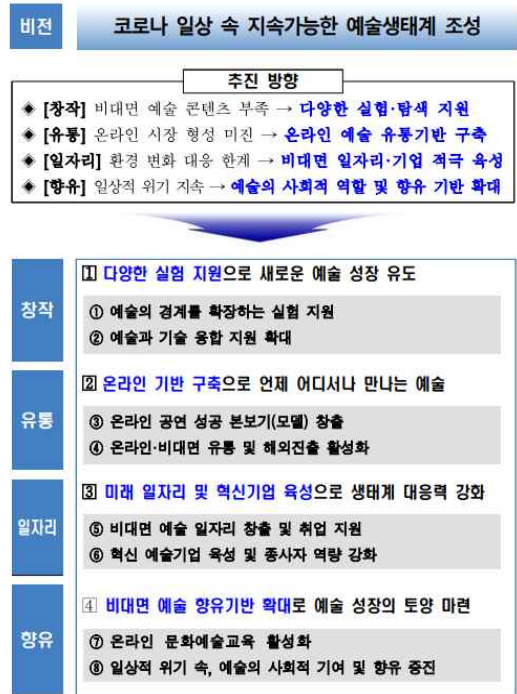 비전
코로나 일상 속 지속가능한 예술생태계 조성
추진 방향
◆ [창작] 비대면 예술 콘텐츠 부족 → 다양한 실험·탐색 지원
◆ [유통] 온라인 시장 형성 미진 → 온라인 예술 유통기반 구축
◆ [일자리] 환경 변화 대응 한계 → 비대면 일자리·기업 적극 육성
◆ [향유] 일상적 위기 지속 → 예술의 사회적 역할 및 향유 기반 확대
창작
1 다양한 실험 지원으로 새로운 예술 성장 유도
① 예술의 경계를 확장하는 실험 지원
② 예술과 기술 융합 지원 확대
유통
2 온라인 기반 구축으로 언제 어디서나 만나는 예술
③ 온라인 공연 성공 본보기(모델) 창출
④ 온라인·비대면 유통 및 해외진출 활성화
일자리
3 미래 일자리 및 혁신기업 육성으로 생태계 대응력 강화
⑤ 비대면 예술 일자리 창출 및 취업 지원
⑥ 혁신 예술기업 육성 및 종사자 역량 강화
향유
4 비대면 예술 향유기반 확대로 예술 성장의 토양 마련
⑦ 온라인 문화예술교육 활성화
⑧ 일상적 위기 속, 예술의 사회적 기여 및 향유 증진